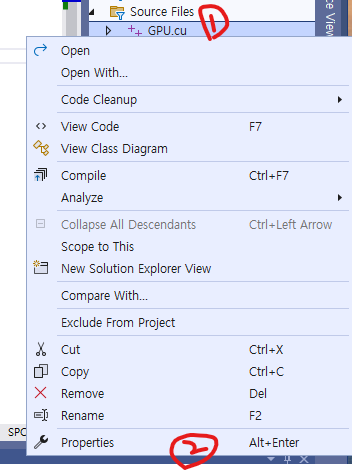 Source Files
1
GPU.cu
ce View
Open
Open With...
Code Cleanup
View Code F7
View Class Diagram
Compile Ctrl+F7
Analyze
Collapse All Descendants Ctrl+Left Arrow
Scope to This
New Solution Explorer View
Compare With...
Exclude From Project
Cut Ctrl+X
Copy Ctrl+C
Remove Del
Rename F2
SPC
Properties 2 Alt+Enter